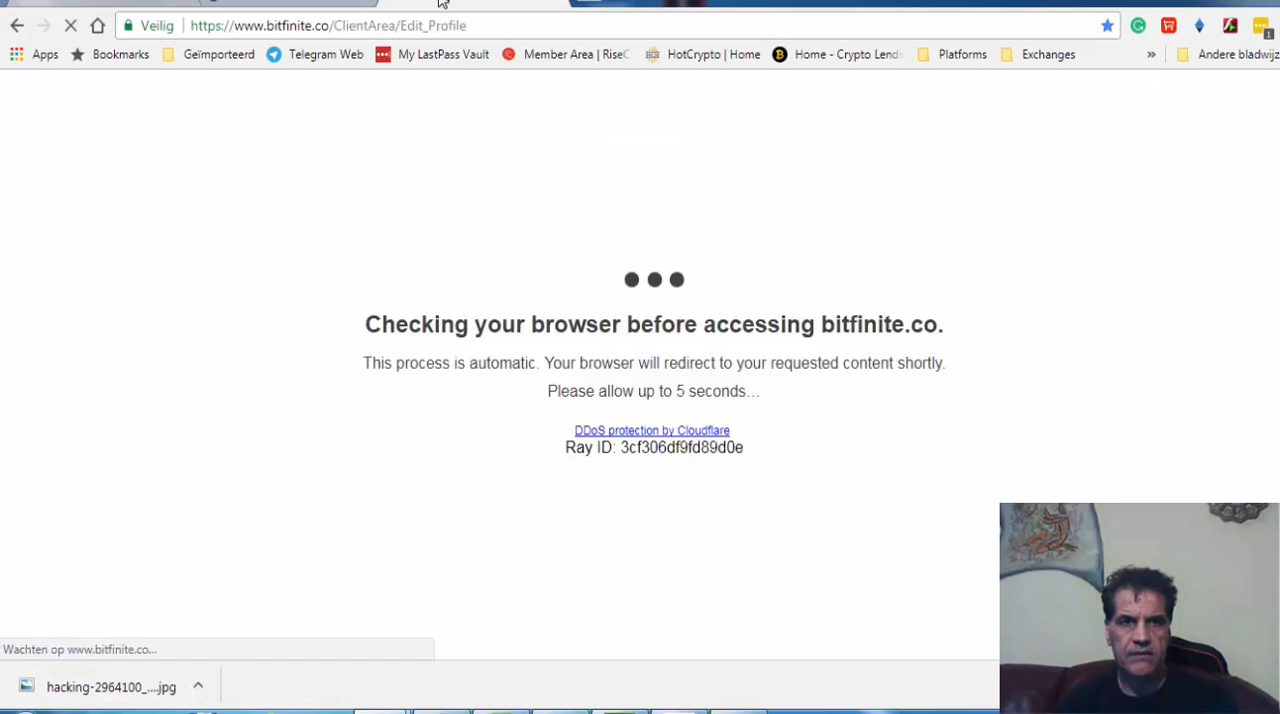 Veilig https://www.bitfinite.co/ClientArea/Edit_Profile
Apps Bookmarks Geïmporteerd Telegram Web My LastPass Vault Member Area | RiseC HotCrypto | Home Home - Crypto Lend Platforms Exchanges » Andere bladwijz
1
Checking your browser before accessing bitfinite.co.
This process is automatic. Your browser will redirect to your requested content shortly.
Please allow up to 5 seconds…
DDoS protection by Cloudflare
Ray ID: 3cf306df9fd89d0e
Wachten op www.bitfinite.co...
hacking-2964100_....jpg